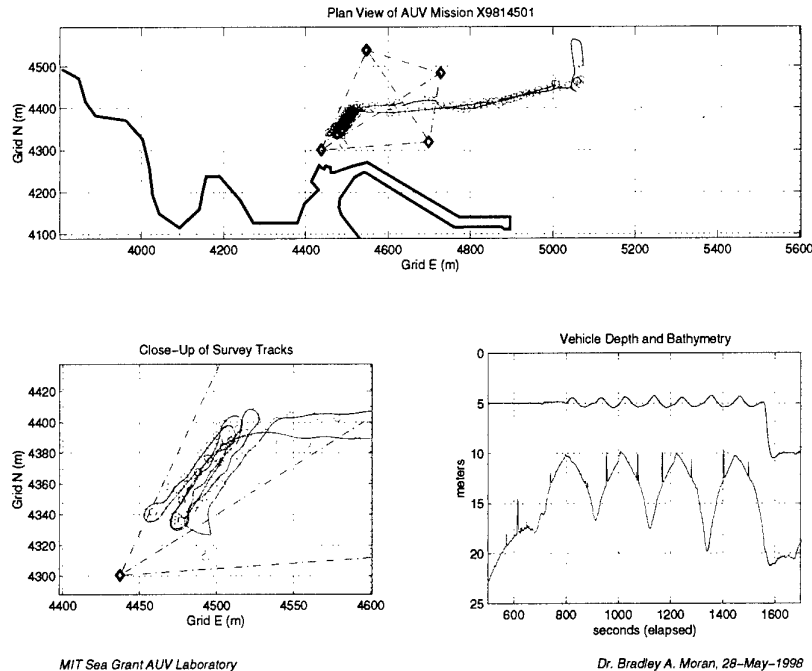 Plan View of AUV Mission X9814501
4500
4400
4300
4200
4100
Grid N (m)
4000 4200 4400 4600 4800 5000 5200 5400 5600
Grid E (m)
Close-Up of Survey Tracks
4420
4400
4380
4360
4340
4320
4300
Grid N (m)
4400 4450 4500 4550 4600
Grid E (m)
Vehicle Depth and Bathymetry
0
5
10
15
20
25
meters
600 800 1000 1200 1400 1600
seconds (elapsed)
MIT Sea Grant AUV Laboratory
Dr. Bradley A. Moran, 28-May-1998